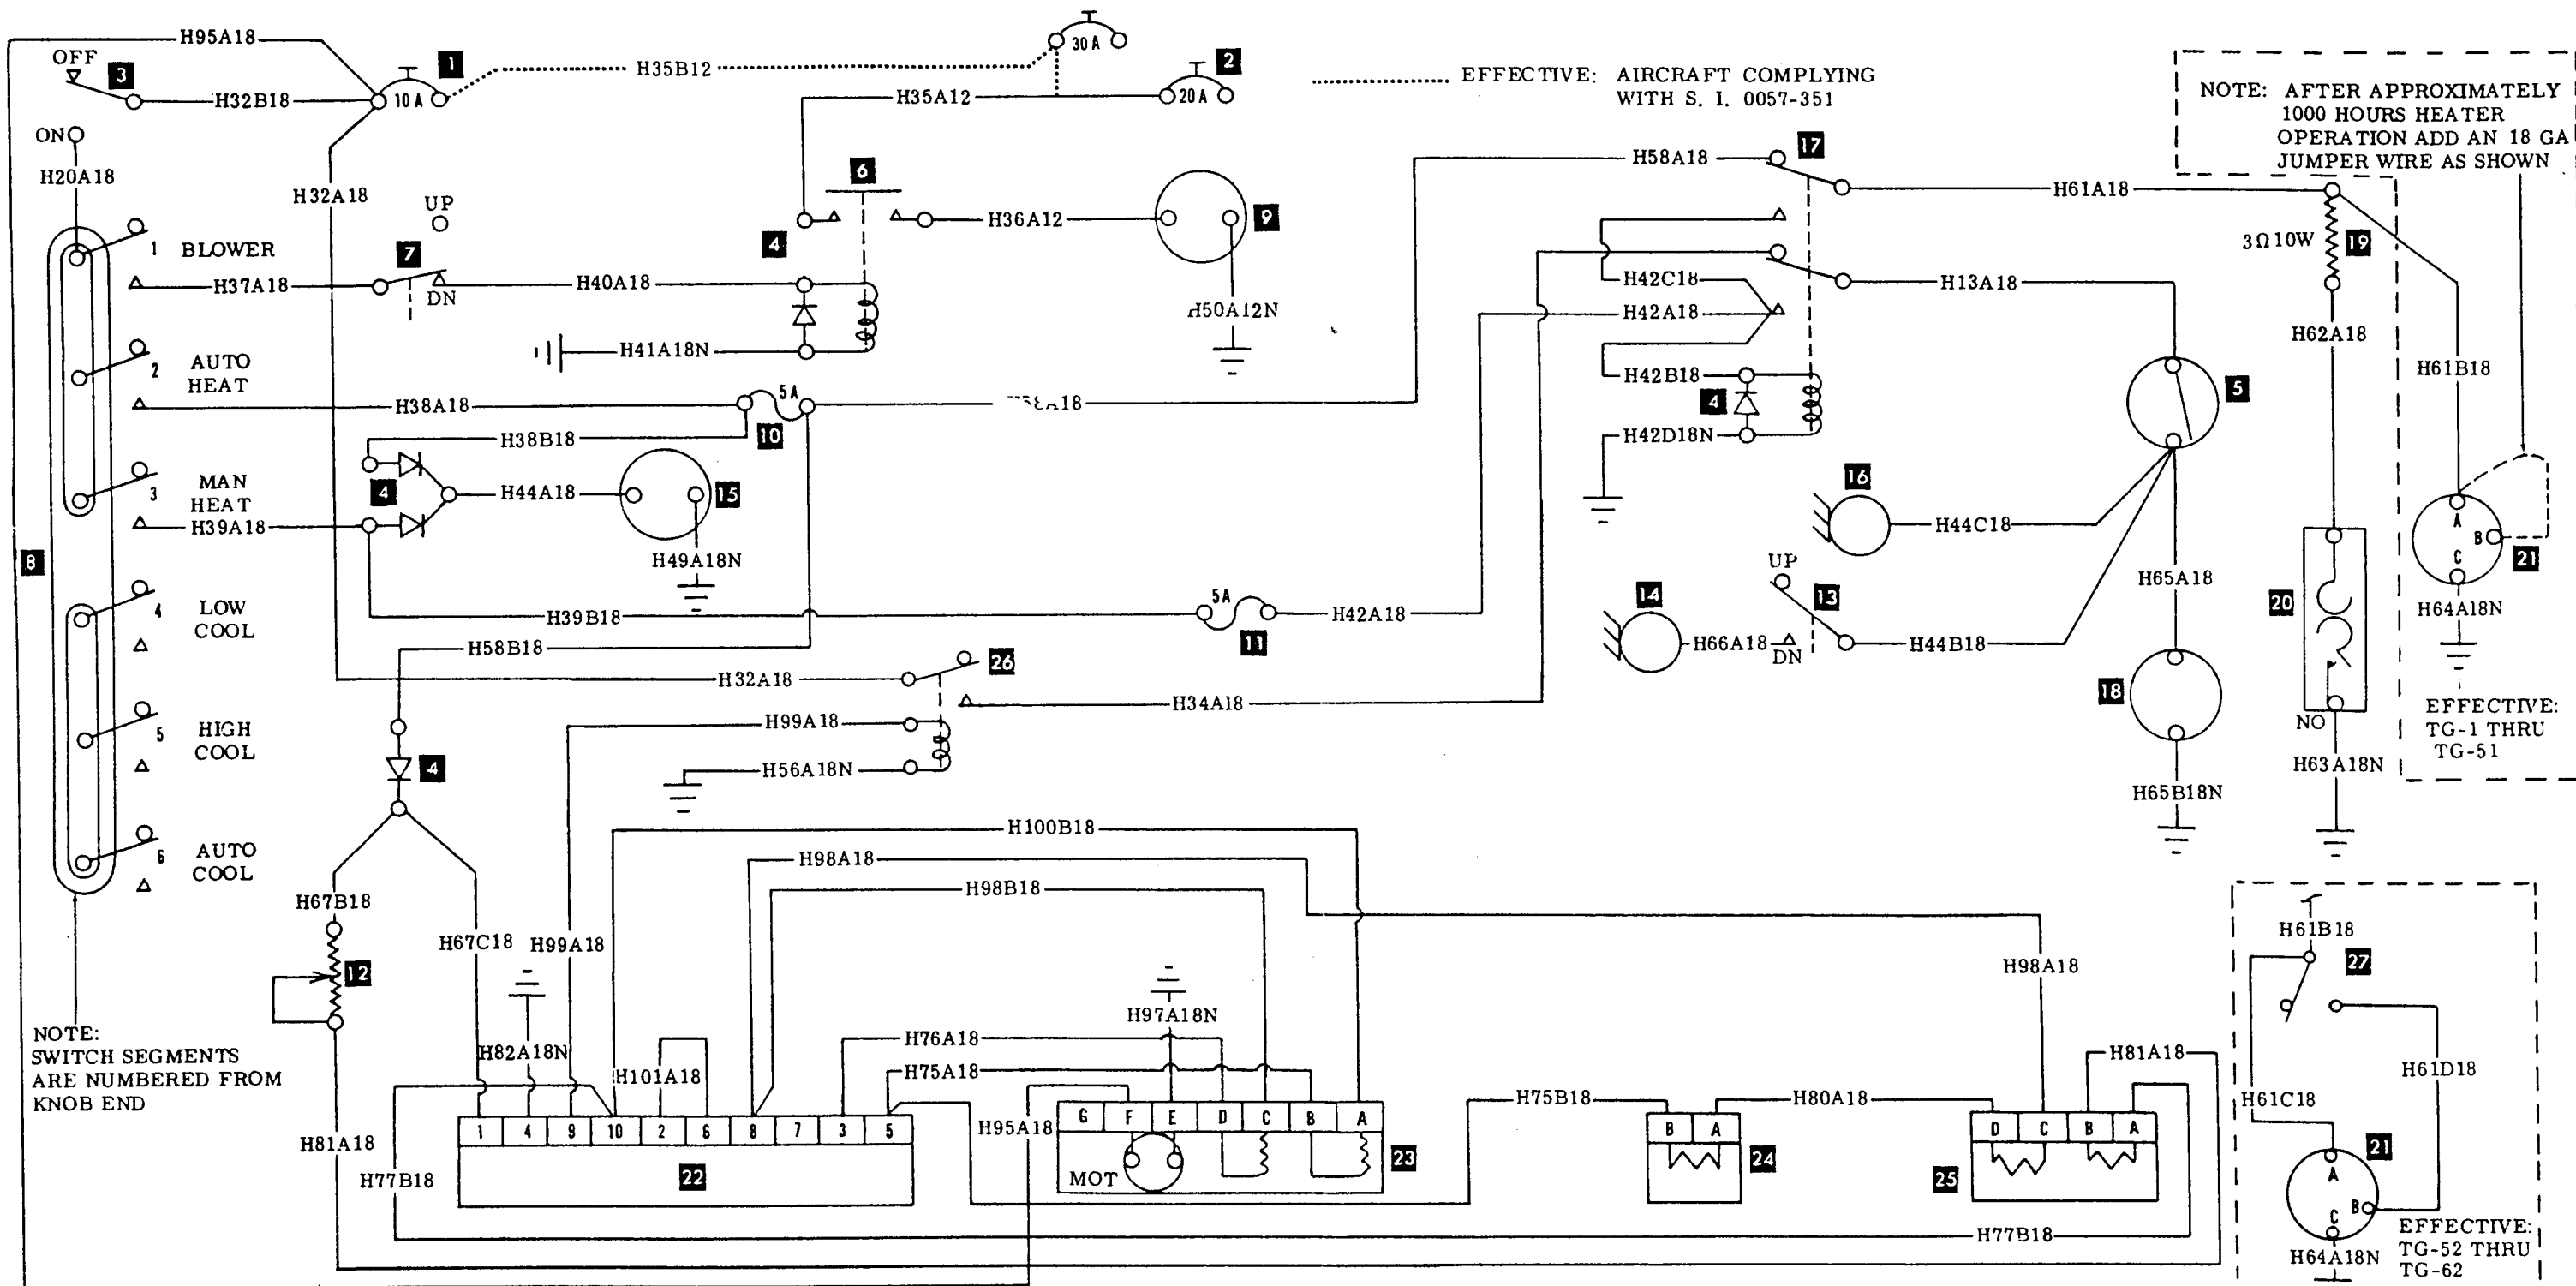 H95A18
OFF
3
1
H32B18
10 A
H35B12
30 A
2
H35A12
20 A
EFFECTIVE: AIRCRAFT COMPLYING
WITH S. I. 0057-351
NOTE: AFTER APPROXIMATELY
1000 HOURS HEATER
OPERATION ADD AN 18 GA
JUMPER WIRE AS SHOWN
ON
H20A18
H32A18
UP
6
17
H58A18
H61A18
1
BLOWER
7
4
H36A12
9
3Ω 10W
19
H37A18
DN
H40A18
H42C18
H13A18
H50A12N
H42A18
H62A18
H41A18N
2
AUTO
HEAT
H61B18
H42B18
5 A
4
5
H38A18
10
H38B18
H42D18N
3
MAN
HEAT
4
H44A18
15
16
H39A18
H44C18
A
B
C
21
8
H49A18N
UP
H65A18
4
LOW
COOL
5A
14
13
20
H64A18N
H39B18
H42A18
11
H58B18
H66A18
DN
H44B18
26
H32A18
18
H34A18
NO
EFFECTIVE:
TG-1 THRU
TG-51
5
HIGH
COOL
H99A18
4
H56A18N
H63A18N
H65B18N
6
AUTO
COOL
H100B18
H98A18
H98B18
H67B18
H61B18
H67C18
H99A18
12
H98A18
27
NOTE:
SWITCH SEGMENTS
ARE NUMBERED FROM
KNOB END
H97A18N
H76A18
H82A18N
H101A18
H75A18
H81A18
H61D18
H61C18
H75B18
H80A18
H81A18
H77B18
1 4 9 10 2 6 8 7 3 5
22
H95A18
G F E D C B A
MOT
23
B A
24
D C B A
25
21
A
B
C
H77B18
EFFECTIVE:
TG-52 THRU
TG-62
H64A18N